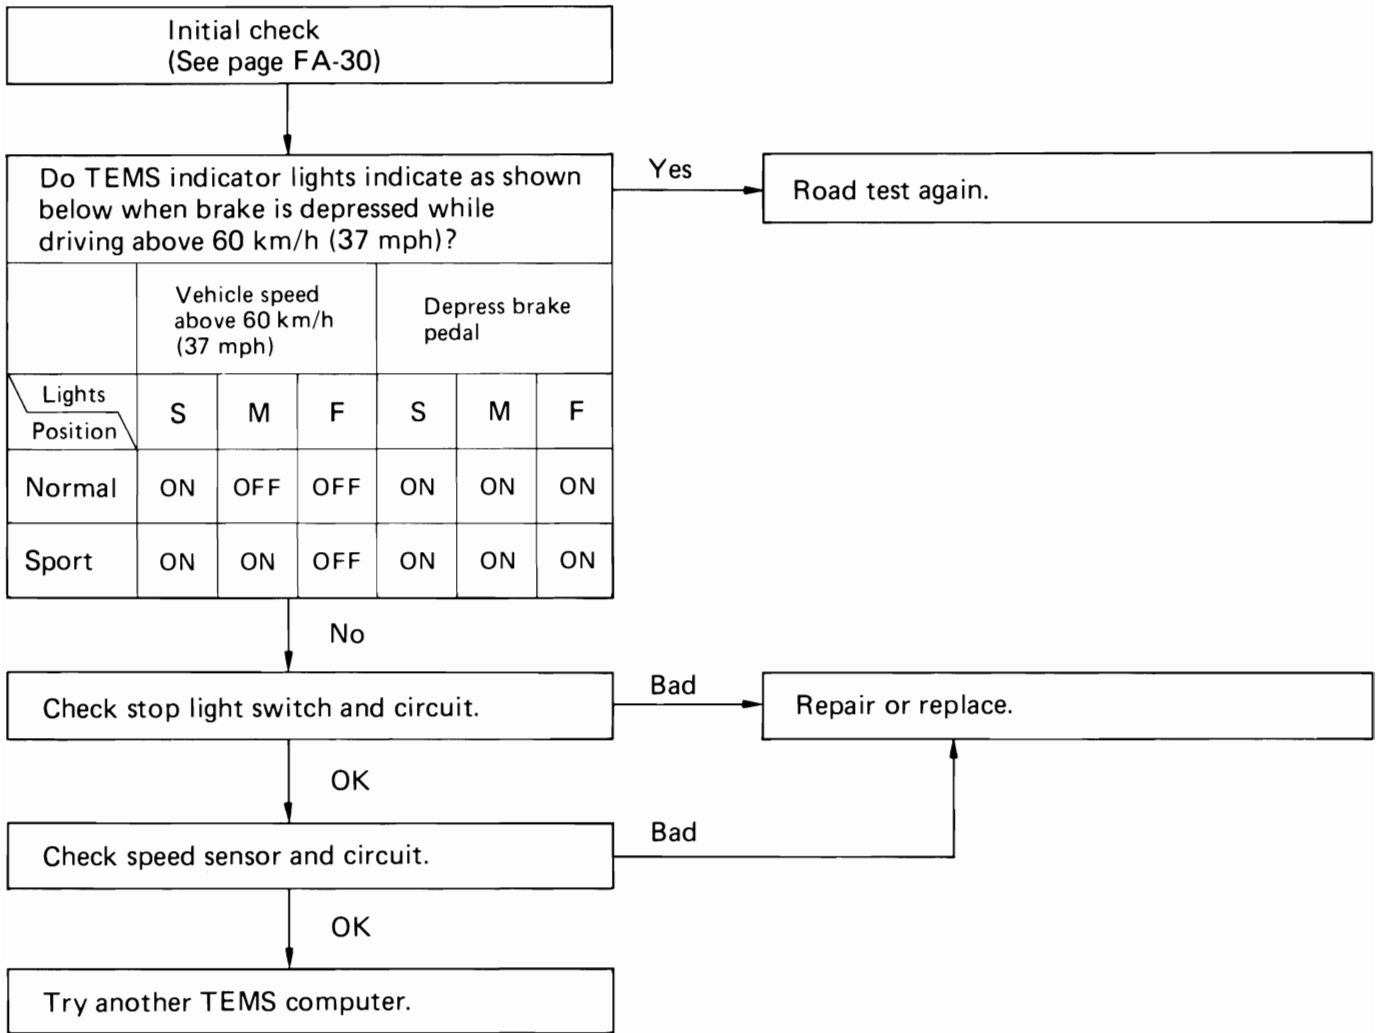 Initial check
(See page FA-30)
Do TEMS indicator lights indicate as shown
below when brake is depressed while
driving above 60 km/h (37 mph)?
Yes
Road test again.
Vehicle speed
above 60 km/h
(37 mph)
Depress brake
pedal
Lights
Position
S M F S M F
Normal ON OFF OFF ON ON ON
Sport ON ON OFF ON ON ON
No
Check stop light switch and circuit.
Bad
Repair or replace.
OK
Check speed sensor and circuit.
Bad
OK
Try another TEMS computer.